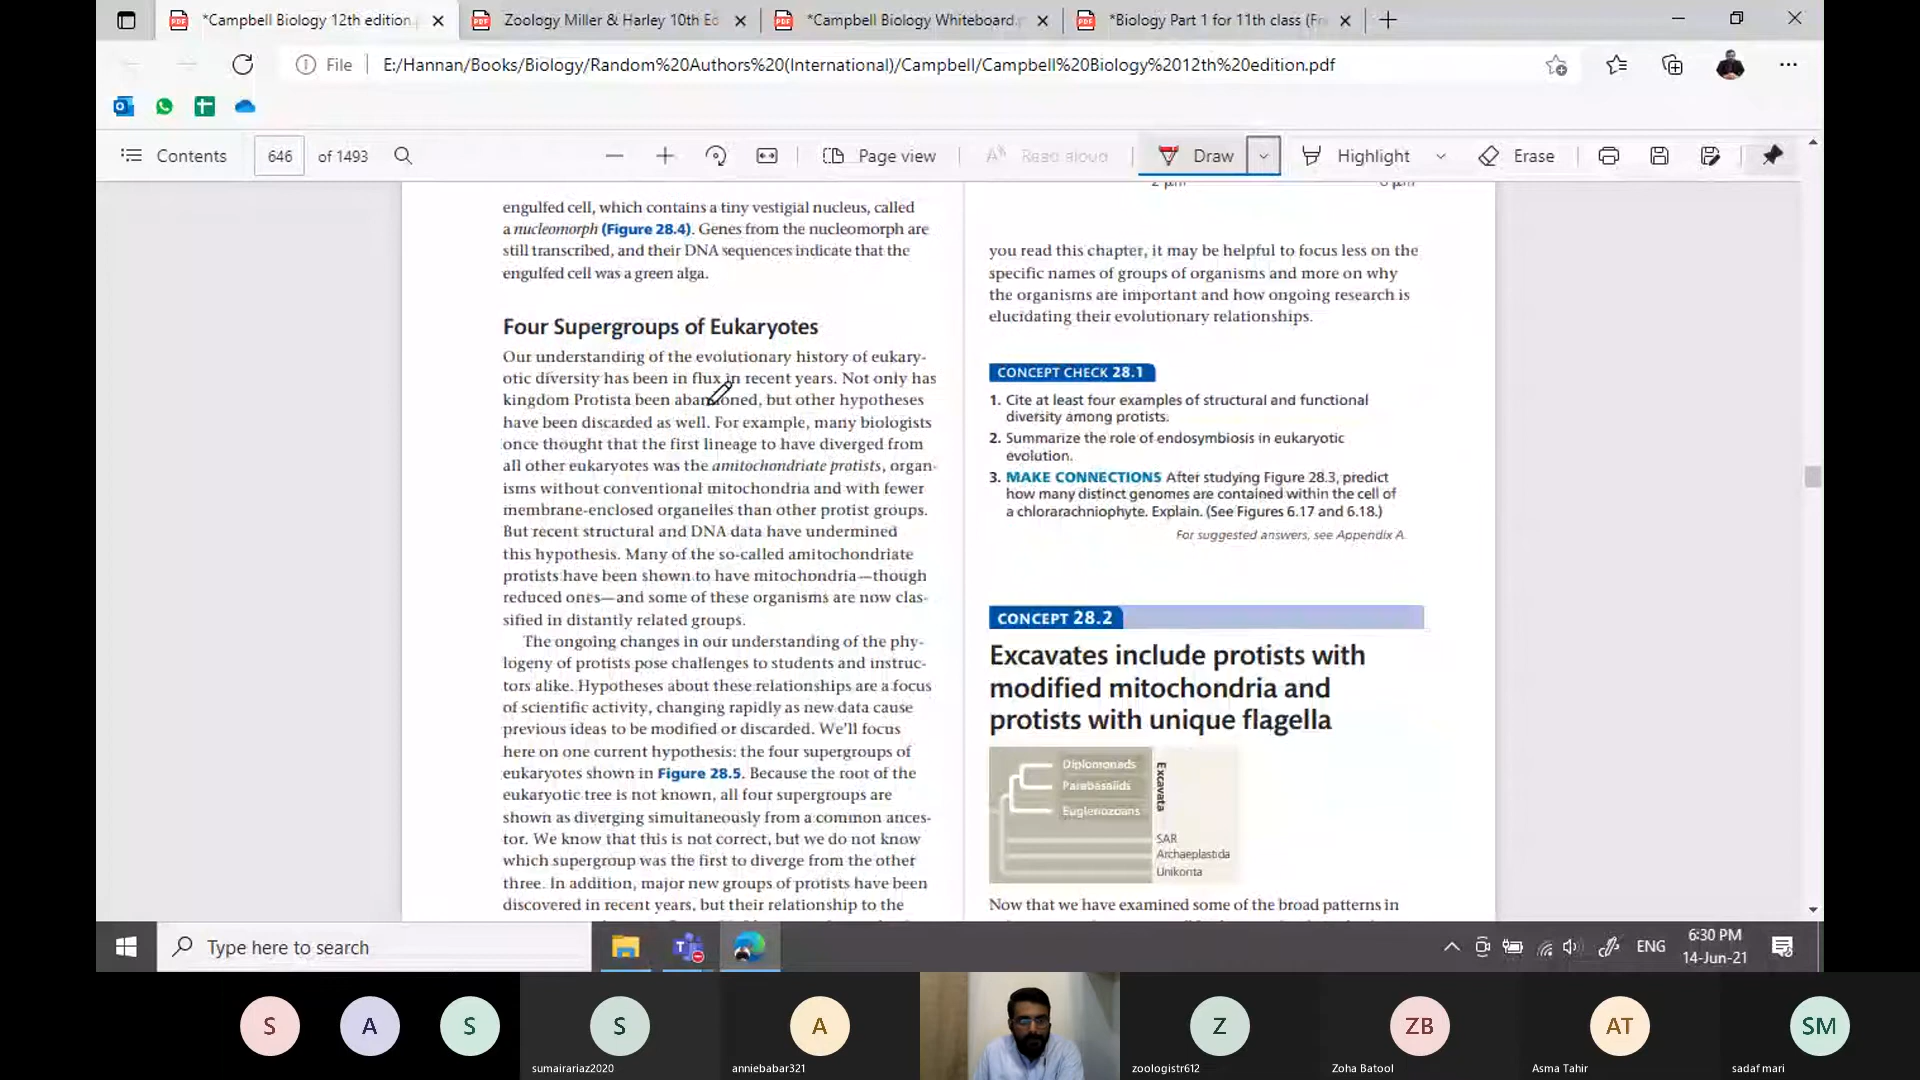 *Campbell Biology 12th edition.p
Zoology Miller & Harley 10th Ed
*Campbell Biology Whiteboard.p
*Biology Part 1 for 11th class (Fr
File
E:/Hannan/Books/Biology/Random%20Authors%20(International)/Campbell/Campbell%20Biology%2012th%20edition.pdf
Contents
646
of 1493
Page view
Read aloud
Draw
Highlight
Erase
engulfed cell, which contains a tiny vestigial nucleus, called
a nucleomorph (Figure 28.4). Genes from the nucleomorph are
still transcribed, and their DNA sequences indicate that the
engulfed cell was a green alga.
Four Supergroups of Eukaryotes
Our understanding of the evolutionary history of eukary-
otic diversity has been in flux in recent years. Not only has
kingdom Protista been abandoned, but other hypotheses
have been discarded as well. For example, many biologists
once thought that the first lineage to have diverged from
all other eukaryotes was the amitochondriate protists, organ-
isms without conventional mitochondria and with fewer
membrane-enclosed organelles than other protist groups.
But recent structural and DNA data have undermined
this hypothesis. Many of the so-called amitochondriate
protists have been shown to have mitochondria—though
reduced ones—and some of these organisms are now clas-
sified in distantly related groups.
The ongoing changes in our understanding of the phy-
logeny of protists pose challenges to students and instruc-
tors alike. Hypotheses about these relationships are a focus
of scientific activity, changing rapidly as new data cause
previous ideas to be modified or discarded. We'll focus
here on one current hypothesis: the four supergroups of
eukaryotes shown in Figure 28.5. Because the root of the
eukaryotic tree is not known, all four supergroups are
shown as diverging simultaneously from a common ances-
tor. We know that this is not correct, but we do not know
which supergroup was the first to diverge from the other
three. In addition, major new groups of protists have been
discovered in recent years, but their relationship to the
you read this chapter, it may be helpful to focus less on the
specific names of groups of organisms and more on why
the organisms are important and how ongoing research is
elucidating their evolutionary relationships.
CONCEPT CHECK 28.1
1. Cite at least four examples of structural and functional
diversity among protists.
2. Summarize the role of endosymbiosis in eukaryotic
evolution.
3. MAKE CONNECTIONS After studying Figure 28.3, predict
how many distinct genomes are contained within the cell of
a chlorarachniophyte. Explain. (See Figures 6.17 and 6.18.)
For suggested answers, see Appendix A.
CONCEPT 28.2
Excavates include protists with
modified mitochondria and
protists with unique flagella
Diplomonads
Parabasalids
Euglenozoans
Excavata
SAR
Archaeplastida
Unikonta
Now that we have examined some of the broad patterns in
Type here to search
ENG
6:30 PM
14-Jun-21
S
A
S
S
A
Z
ZB
AT
SM
sumairariaz2020
anniebabar321
zoologistr612
Zoha Batool
Asma Tahir
sadaf mari